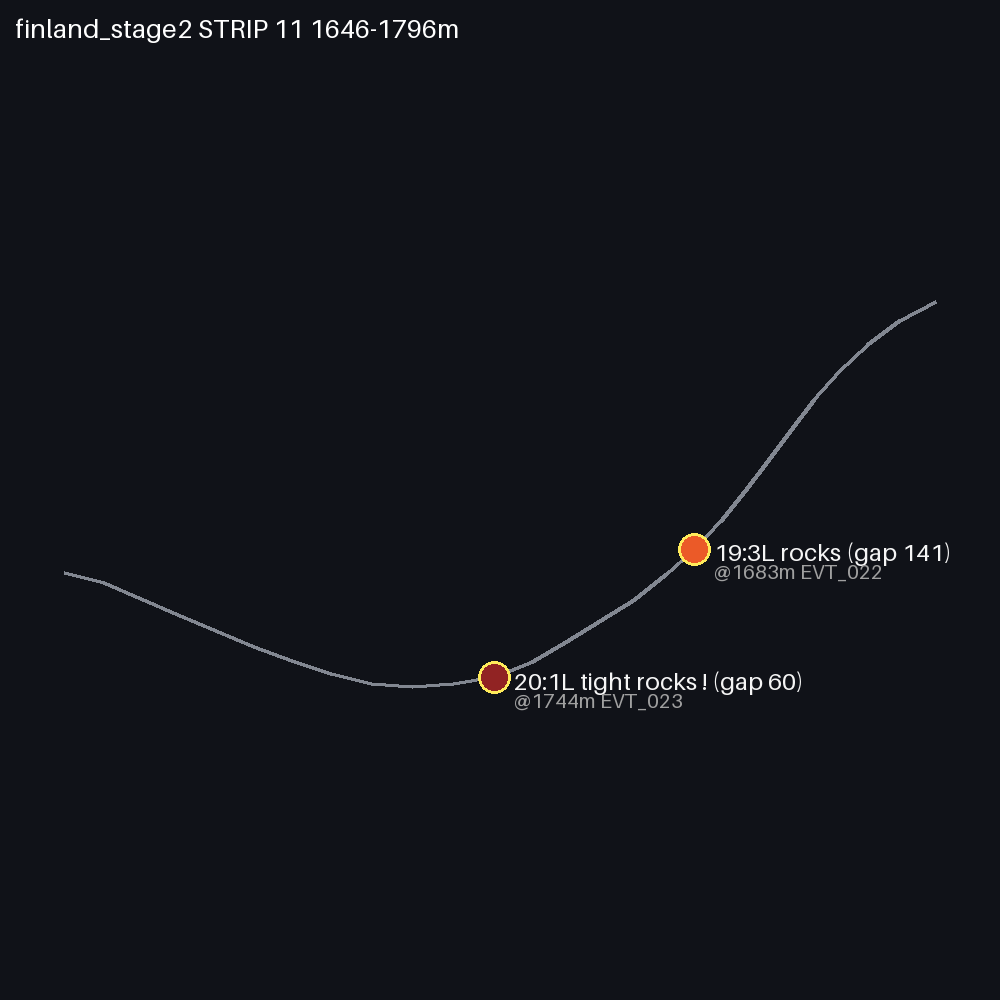 finland_stage2 STRIP 11 1646-1796m
19:3L rocks (gap 141)
@1683m EVT_022
20:1L tight rocks ! (gap 60)
@1744m EVT_023